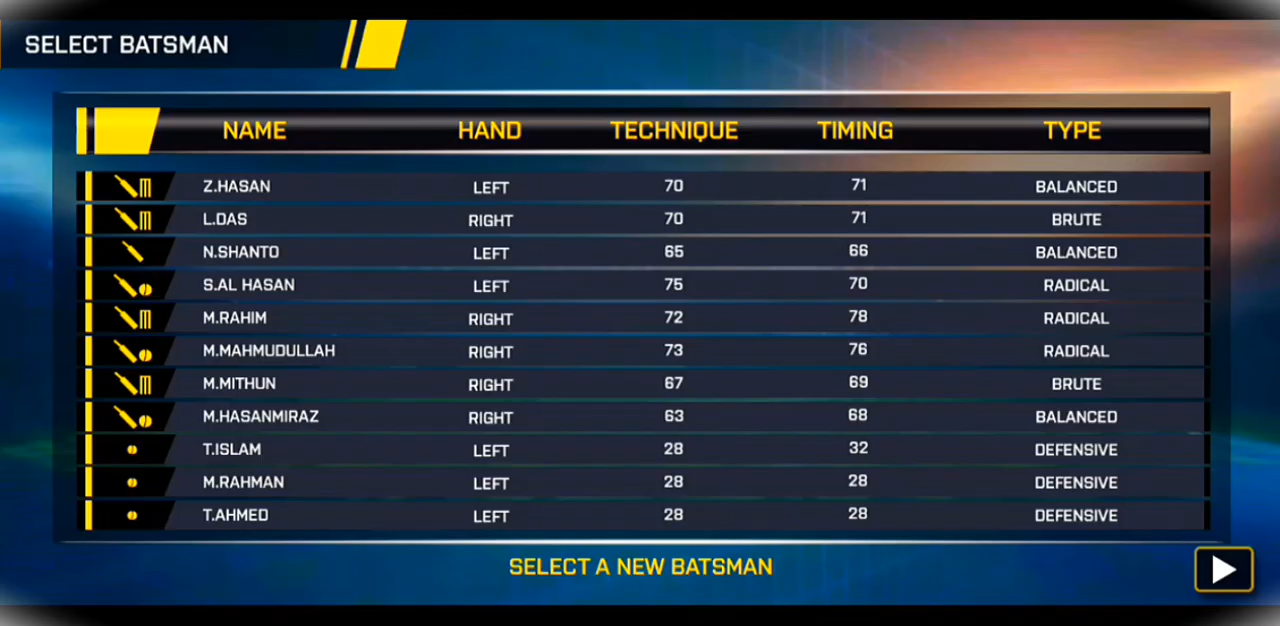 SELECT BATSMAN
NAME HAND TECHNIQUE TIMING TYPE
Z.HASAN LEFT 70 71 BALANCED
L.DAS RIGHT 70 71 BRUTE
N.SHANTO LEFT 65 66 BALANCED
S.AL HASAN LEFT 75 70 RADICAL
M.RAHIM RIGHT 72 78 RADICAL
M.MAHMUDULLAH RIGHT 73 76 RADICAL
M.MITHUN RIGHT 67 69 BRUTE
M.HASANMIRAZ RIGHT 63 68 BALANCED
T.ISLAM LEFT 28 32 DEFENSIVE
M.RAHMAN LEFT 28 28 DEFENSIVE
T.AHMED LEFT 28 28 DEFENSIVE
SELECT A NEW BATSMAN